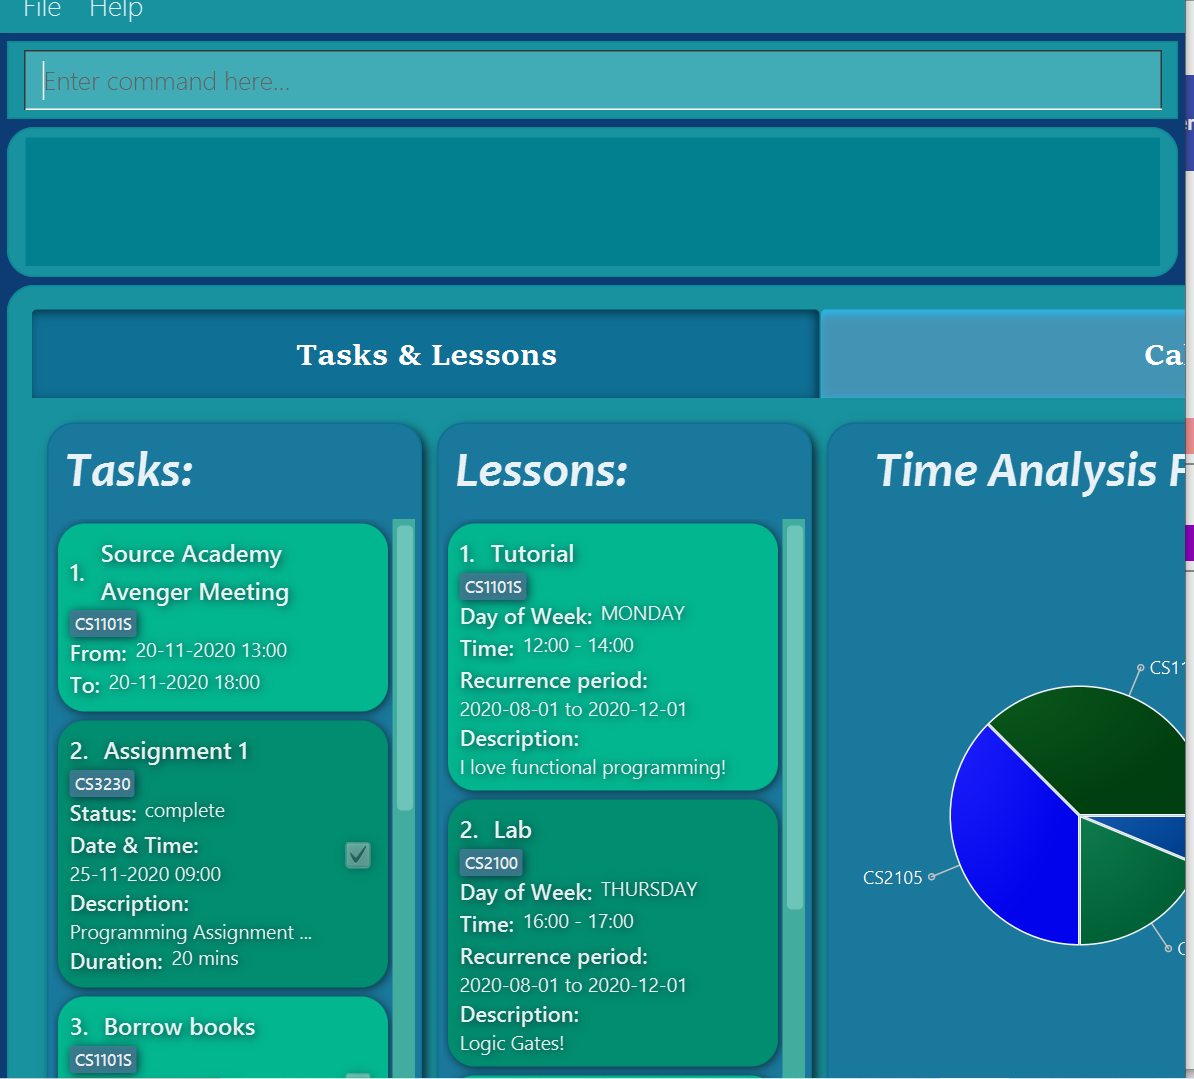 File Help
Enter command here...
Tasks & Lessons
Tasks:
1. Source Academy
Avenger Meeting
CS1101S
From: 20-11-2020 13:00
To: 20-11-2020 18:00
2. Assignment 1
CS3230
Status: complete
Date & Time:
25-11-2020 09:00
Description:
Programming Assignment ...
Duration: 20 mins
3. Borrow books
CS1101S
Lessons:
1. Tutorial
CS1101S
Day of Week: MONDAY
Time: 12:00 - 14:00
Recurrence period:
2020-08-01 to 2020-12-01
Description:
I love functional programming!
2. Lab
CS2100
Day of Week: THURSDAY
Time: 16:00 - 17:00
Recurrence period:
2020-08-01 to 2020-12-01
Description:
Logic Gates!
Time Analysis
CS2105